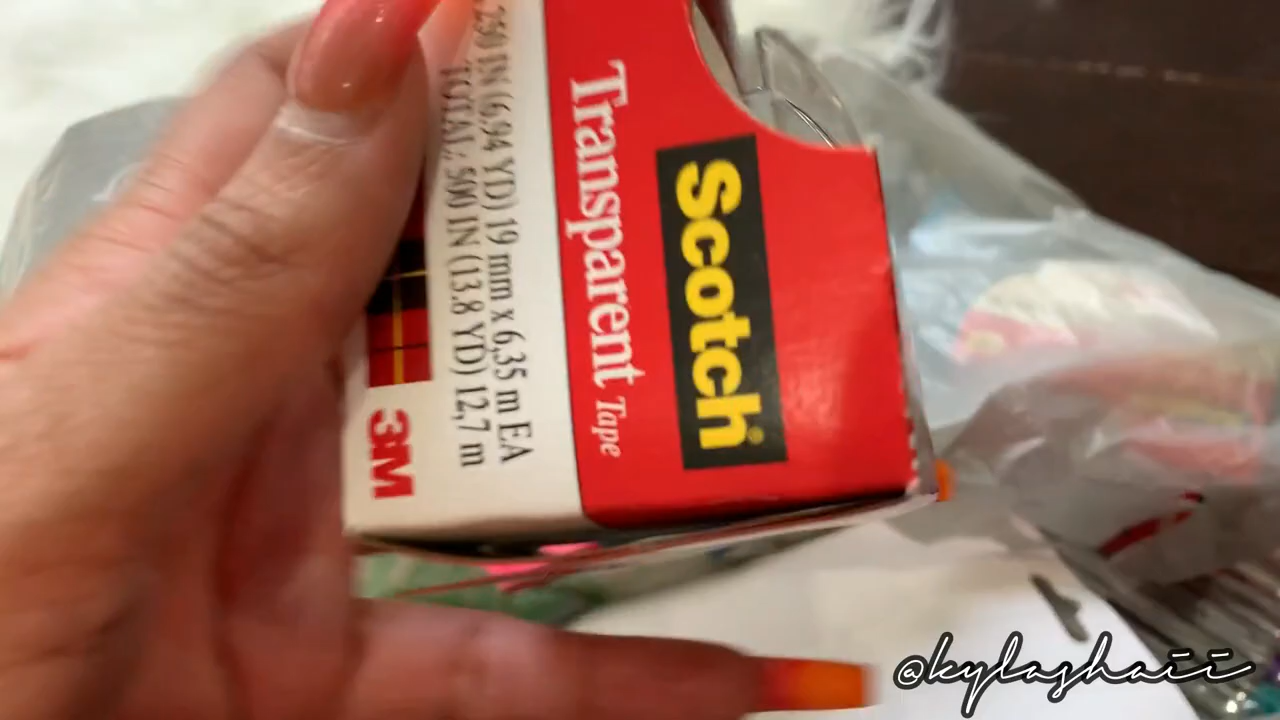 Scotch
Transparent Tape
250 IN (6,94 YD) 19 mm x 6,35 m EA
TOTAL: 500 IN (13.8 YD) 12,7 m
3M
@kylashaii